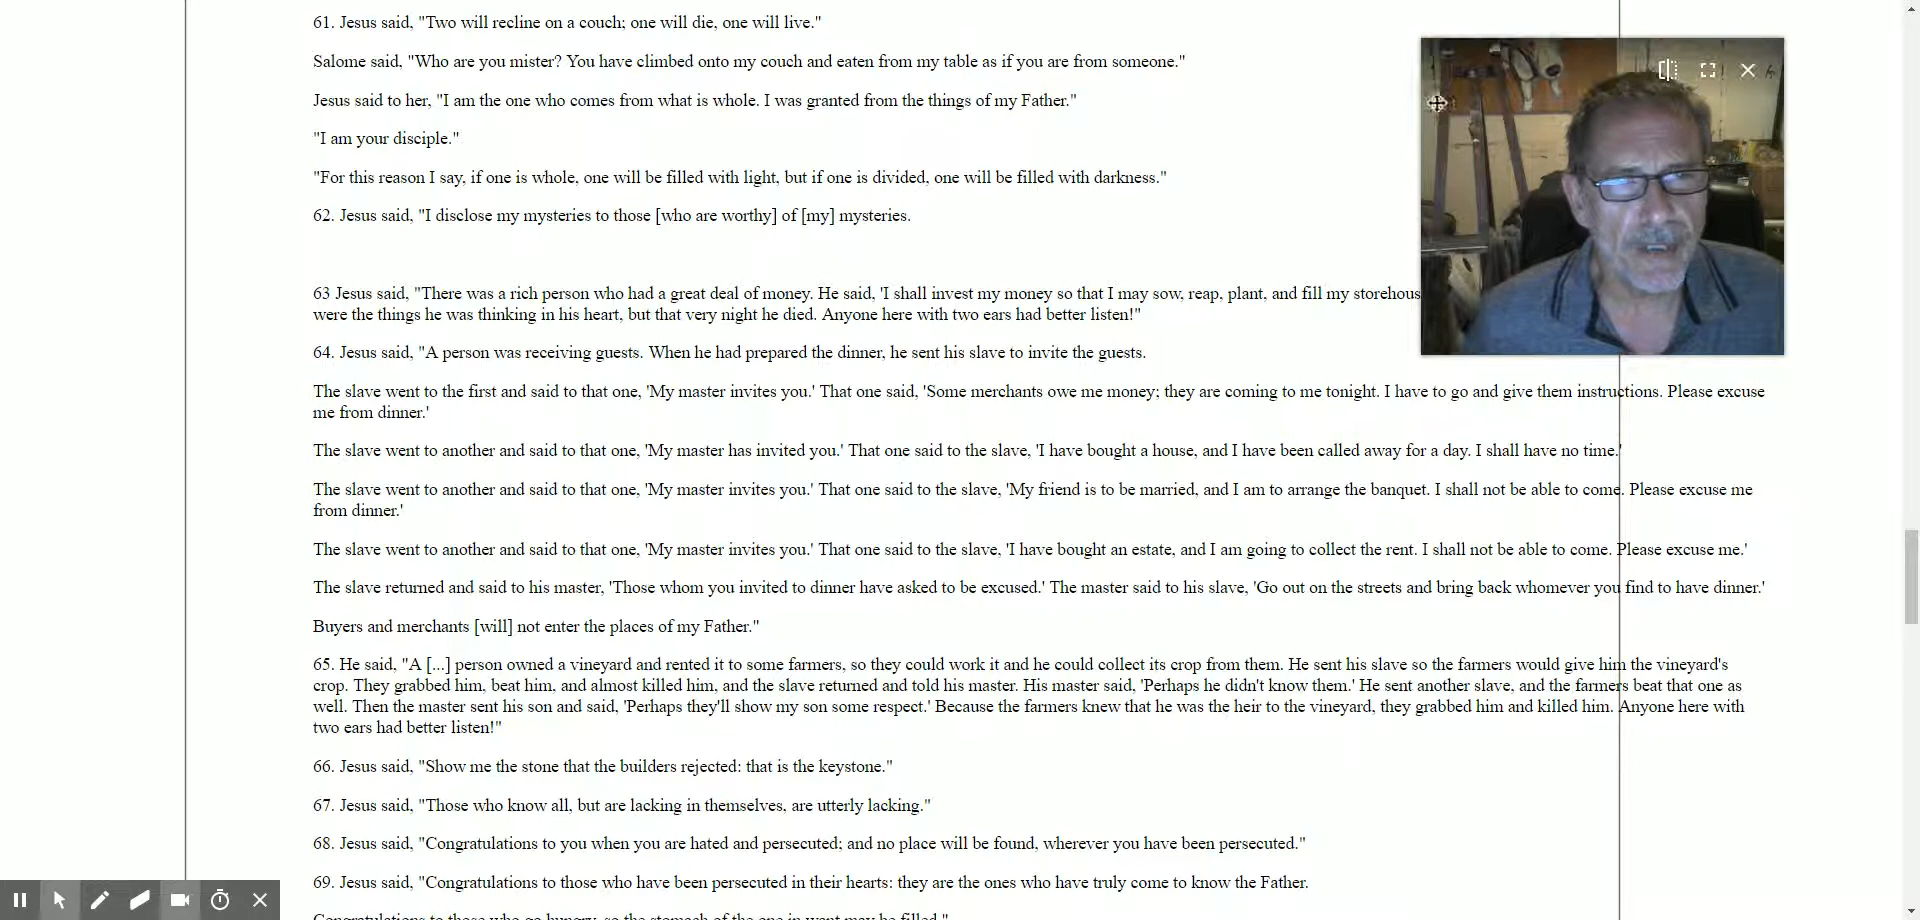 61. Jesus said, "Two will recline on a couch; one will die, one will live."
Salome said, "Who are you mister? You have climbed onto my couch and eaten from my table as if you are from someone."
Jesus said to her, "I am the one who comes from what is whole. I was granted from the things of my Father."
"I am your disciple."
"For this reason I say, if one is whole, one will be filled with light, but if one is divided, one will be filled with darkness."
62. Jesus said, "I disclose my mysteries to those [who are worthy] of [my] mysteries.
63 Jesus said, "There was a rich person who had a great deal of money. He said, 'I shall invest my money so that I may sow, reap, plant, and fill my storehous
were the things he was thinking in his heart, but that very night he died. Anyone here with two ears had better listen!"
64. Jesus said, "A person was receiving guests. When he had prepared the dinner, he sent his slave to invite the guests.
The slave went to the first and said to that one, 'My master invites you.' That one said, 'Some merchants owe me money; they are coming to me tonight. I have to go and give them instructions. Please excuse
me from dinner.'
The slave went to another and said to that one, 'My master has invited you.' That one said to the slave, 'I have bought a house, and I have been called away for a day. I shall have no time.'
The slave went to another and said to that one, 'My master invites you.' That one said to the slave, 'My friend is to be married, and I am to arrange the banquet. I shall not be able to come. Please excuse me
from dinner.'
The slave went to another and said to that one, 'My master invites you.' That one said to the slave, 'I have bought an estate, and I am going to collect the rent. I shall not be able to come. Please excuse me.'
The slave returned and said to his master, 'Those whom you invited to dinner have asked to be excused.' The master said to his slave, 'Go out on the streets and bring back whomever you find to have dinner.'
Buyers and merchants [will] not enter the places of my Father."
65. He said, "A [...] person owned a vineyard and rented it to some farmers, so they could work it and he could collect its crop from them. He sent his slave so the farmers would give him the vineyard's
crop. They grabbed him, beat him, and almost killed him, and the slave returned and told his master. His master said, 'Perhaps he didn't know them.' He sent another slave, and the farmers beat that one as
well. Then the master sent his son and said, 'Perhaps they'll show my son some respect.' Because the farmers knew that he was the heir to the vineyard, they grabbed him and killed him. Anyone here with
two ears had better listen!"
66. Jesus said, "Show me the stone that the builders rejected: that is the keystone."
67. Jesus said, "Those who know all, but are lacking in themselves, are utterly lacking."
68. Jesus said, "Congratulations to you when you are hated and persecuted; and no place will be found, wherever you have been persecuted."
69. Jesus said, "Congratulations to those who have been persecuted in their hearts: they are the ones who have truly come to know the Father.
Congratulations to those who go hungry, so the stomach of the one in want may be filled."